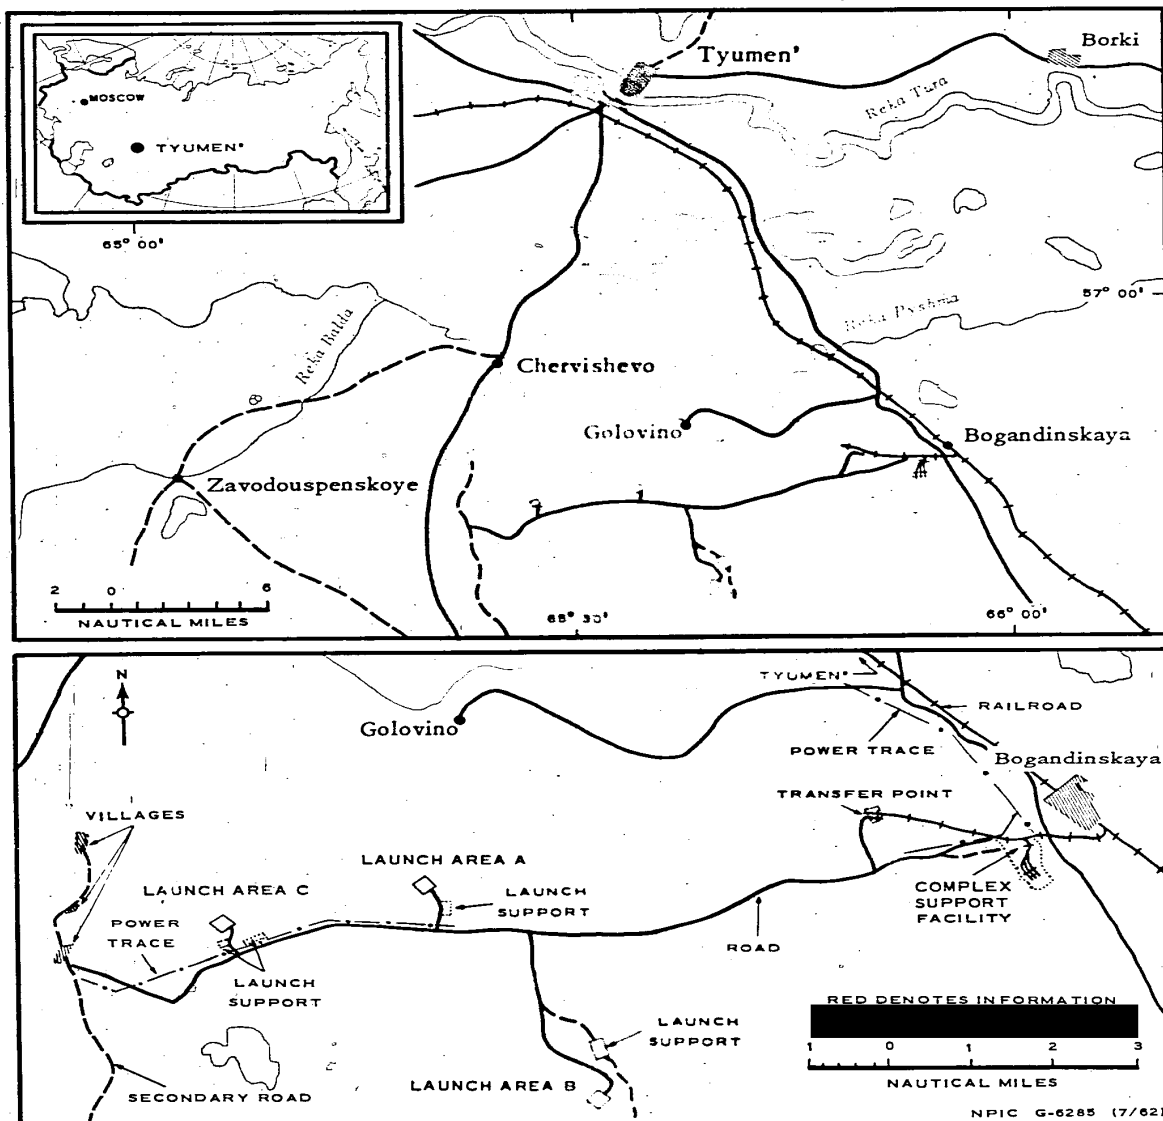 Tyumen'
Borki
MOSCOW
TYUMEN'
Reka Tura
65° 00'
57° 00'
Reka Pyshma
Reka Balda
Chervishevo
Golovino
Bogandinskaya
Zavodouspenskoye
2 0 6
NAUTICAL MILES
65° 30'
66° 00'
N
TYUMEN'
RAILROAD
Golovino
POWER TRACE
Bogandinskaya
TRANSFER POINT
VILLAGES
LAUNCH AREA A
LAUNCH AREA C
LAUNCH
SUPPORT
COMPLEX
SUPPORT
FACILITY
POWER
TRACE
ROAD
LAUNCH
SUPPORT
RED DENOTES INFORMATION
LAUNCH
SUPPORT
1 0 1 2 3
LAUNCH AREA B
NAUTICAL MILES
SECONDARY ROAD
NPIC G-6285 (7/62)